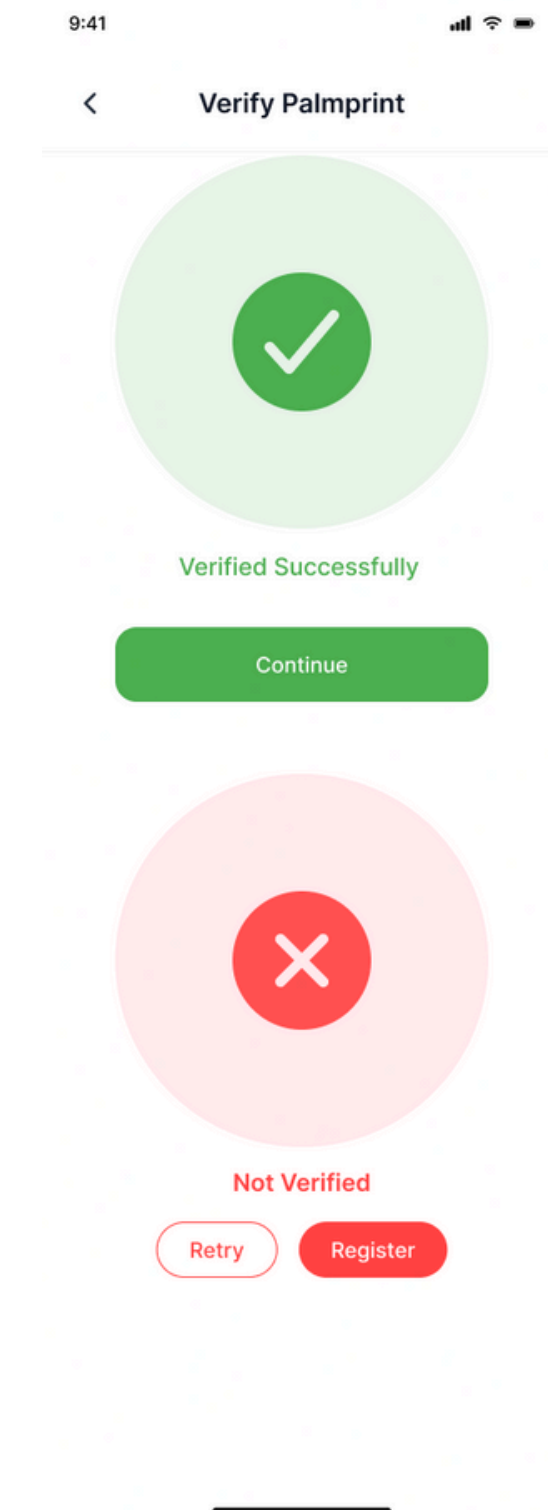 9:41
Verify Palmprint
Verified Successfully
Continue
Not Verified
Retry Register